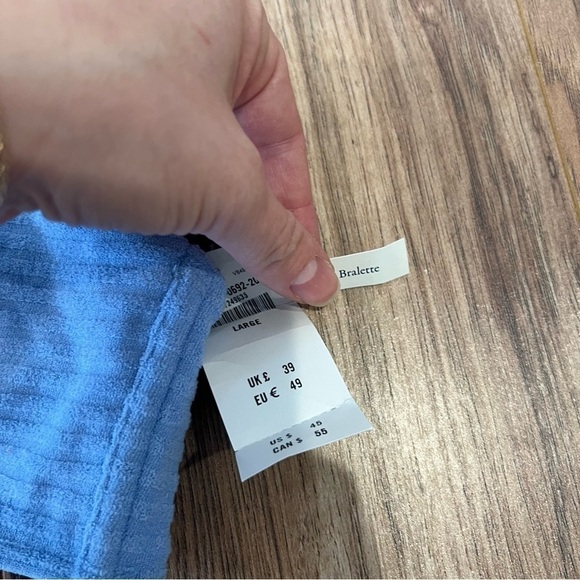 Bralette
LARGE
UK £ 39
EU € 49
US $ 45
CAN $ 55